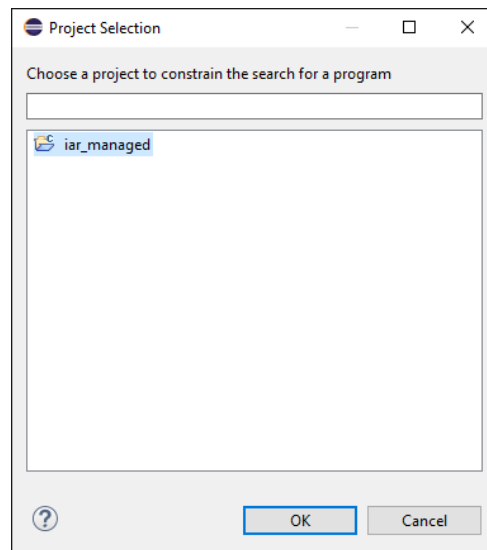 Project Selection
Choose a project to constrain the search for a program
iar_managed
OK
Cancel